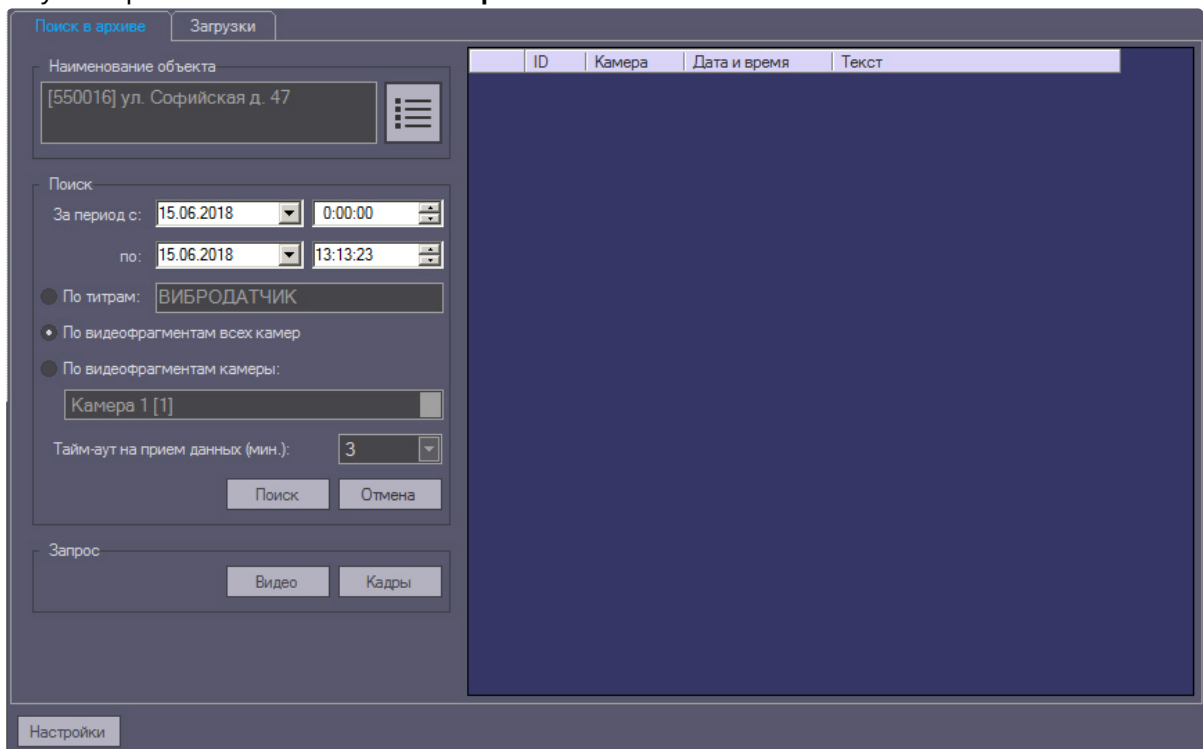 Поиск в архиве
Загрузки
Наименование объекта
[550016] ул. Софийская д. 47
ID Камера Дата и время Текст
Поиск
За период с: 15.06.2018 0:00:00
по: 15.06.2018 13:13:23
По титрам: ВИБРОДАТЧИК
По видеофрагментам всех камер
По видеофрагментам камеры:
Камера 1 [1]
Тайм-аут на прием данных (мин.): 3
Поиск Отмена
Запрос
Видео Кадры
Настройки